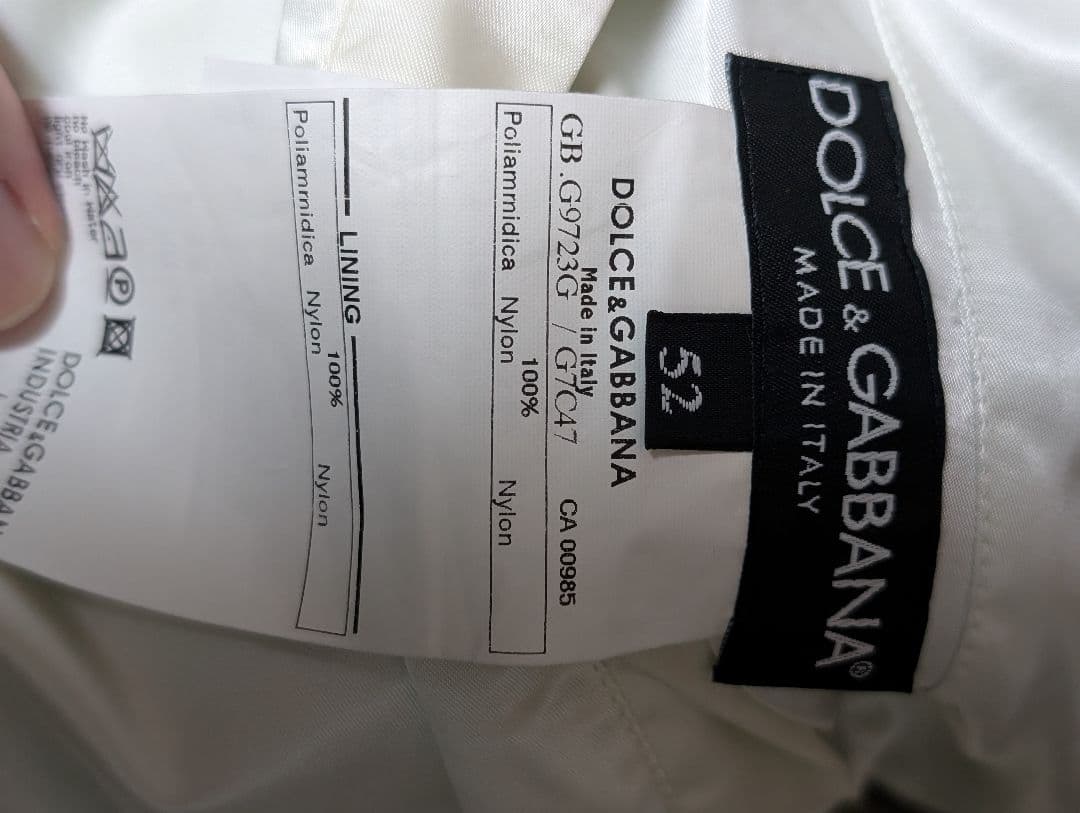 DOLCE & GABBANA®
MADE IN ITALY
52
DOLCE&GABBANA
Made in Italy
GB .G9723G / G7C47 CA 00985
100%
Poliammidica Nylon Nylon
LINING
100%
Poliammidica Nylon Nylon
P
DOLCE&GABBAN
INDUSTRIA